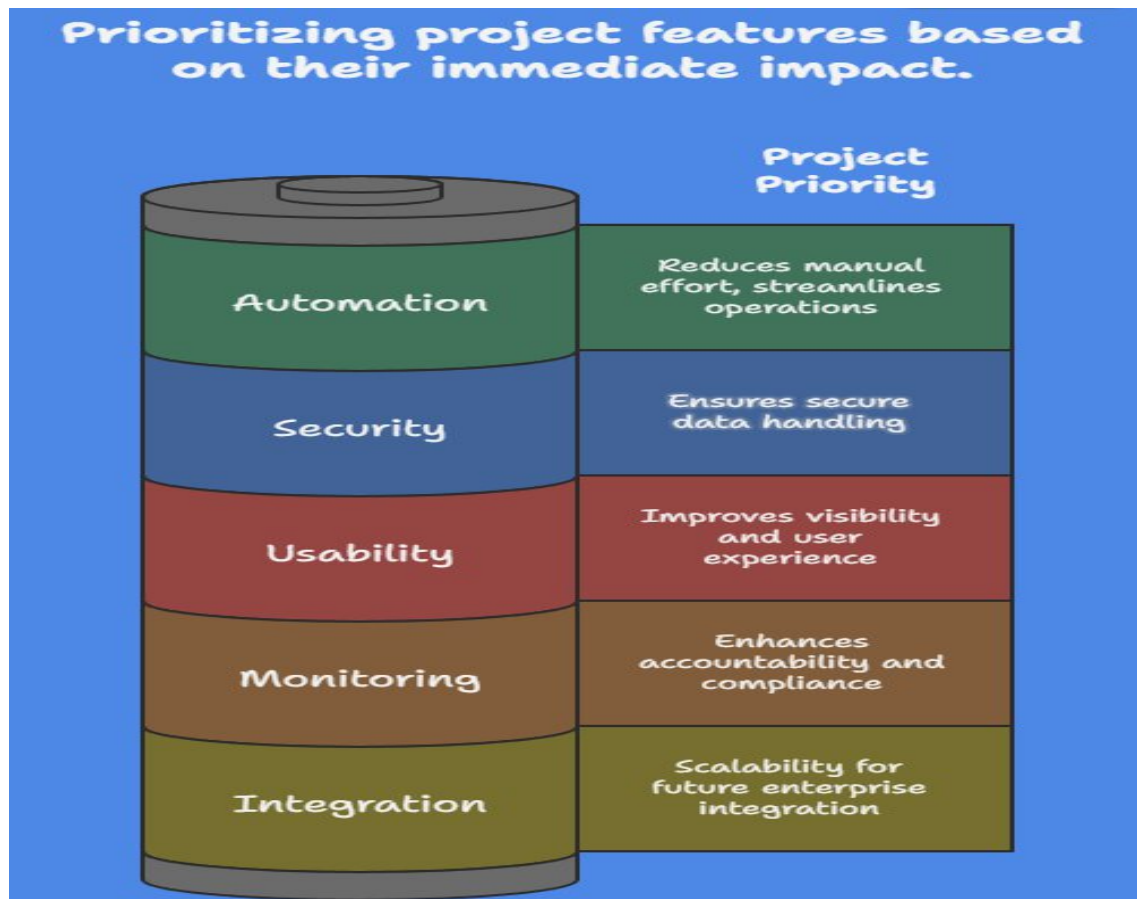 Prioritizing project features based
on their immediate impact.
Project
Priority
Automation
Reduces manual
effort, streamlines
operations
Security
Ensures secure
data handling
Usability
Improves visibility
and user
experience
Monitoring
Enhances
accountability and
compliance
Integration
Scalability for
future enterprise
integration